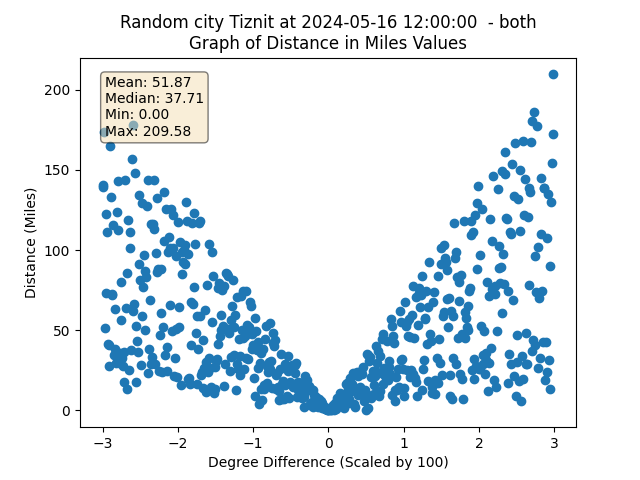 Random city Tiznit at 2024-05-16 12:00:00  - both
Graph of Distance in Miles Values
Mean: 51.87
Median: 37.71
Min: 0.00
Max: 209.58
Distance (Miles)
200
150
100
50
0
−3 −2 −1 0 1 2 3
Degree Difference (Scaled by 100)